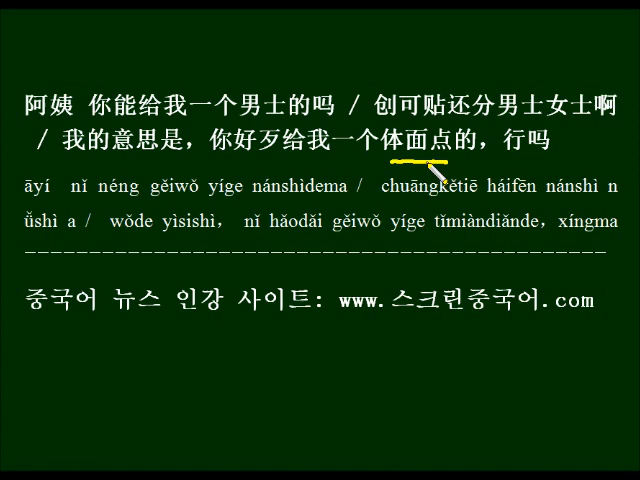 阿姨 你能给我一个男士的吗 / 创可贴还分男士女士啊
/ 我的意思是，你好歹给我一个体面点的，行吗
āyí nǐ néng gěiwǒ yíge nánshìdema / chuāngkětiē háifēn nánshì n
ǚshì a / wǒde yìsishì， nǐ hǎodǎi gěiwǒ yíge tǐmiàndiǎnde，xíngma
------------------------------------------------
중국어 뉴스 인강 사이트: www.스크린중국어.com